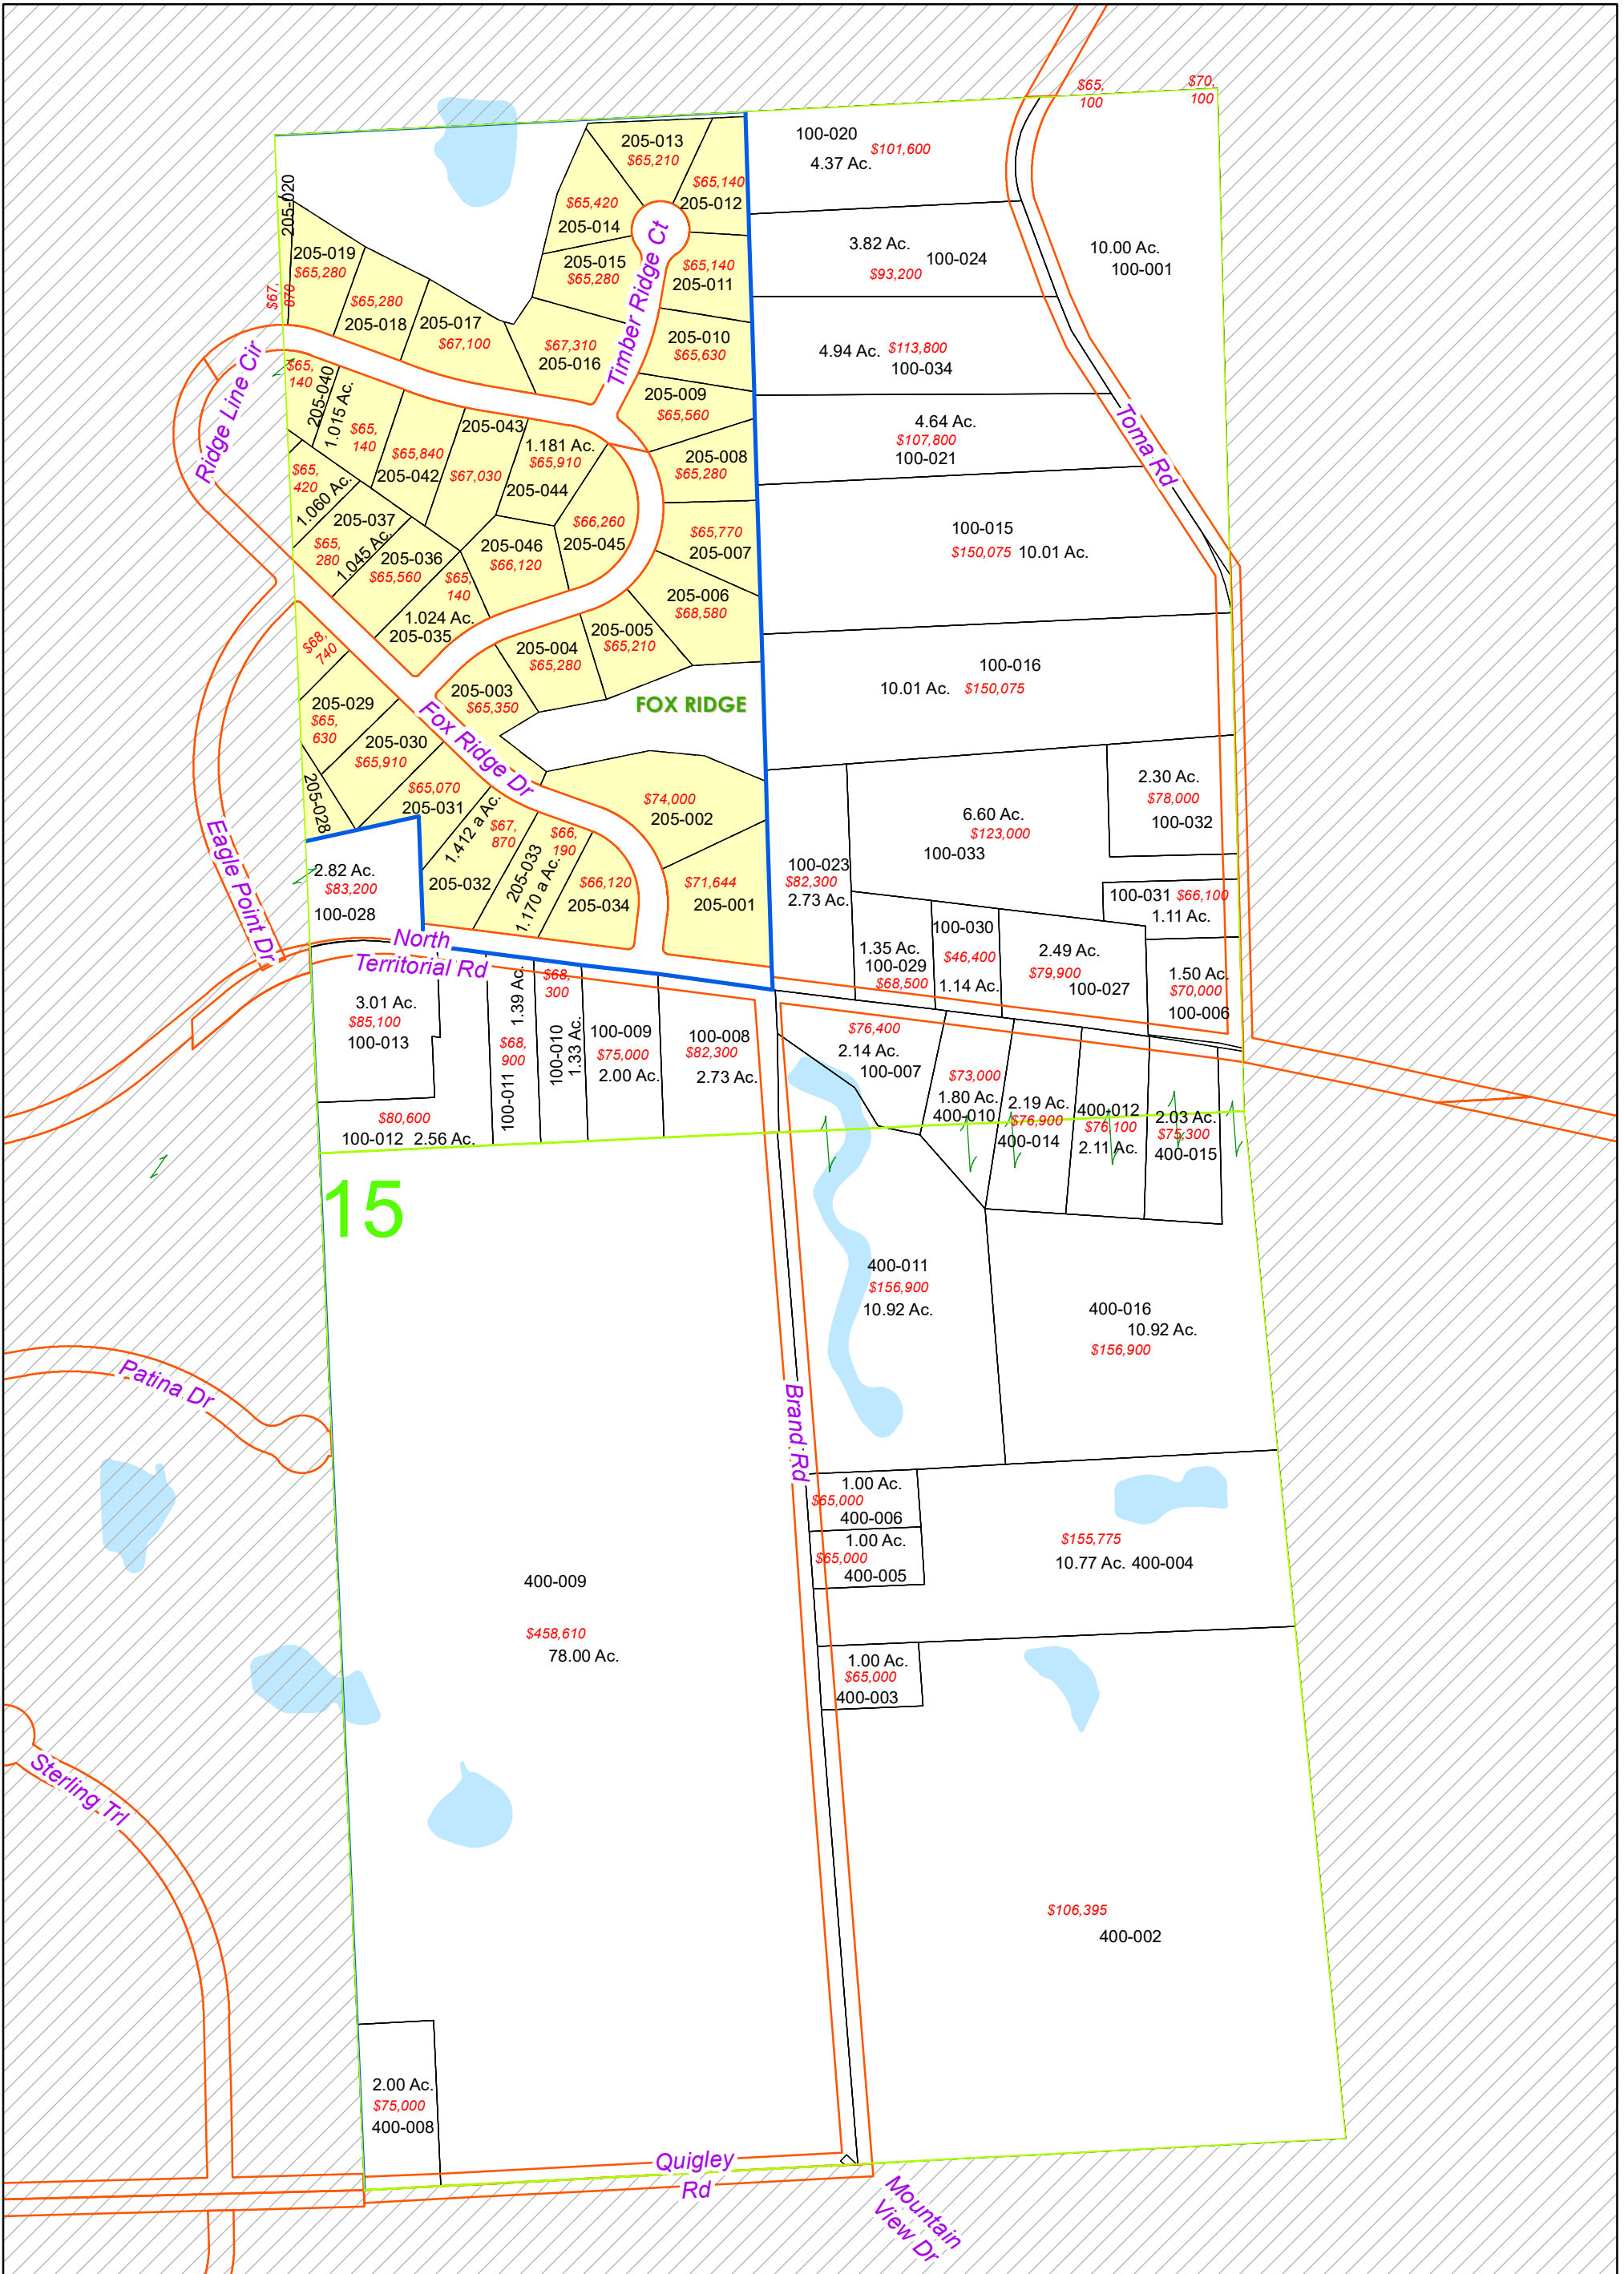 $65,
100
$70,
100
205-013
$65,210
100-020
$101,600
4.37 Ac.
205-020
$65,140
205-012
$65,420
205-014
205-019
$65,280
3.82 Ac.
100-024
$93,200
10.00 Ac.
100-001
205-015
$65,280
$65,140
205-011
Timber Ridge Ct
$67,
870
$65,280
205-018
205-017
$67,100
$67,310
205-016
205-010
$65,630
4.94 Ac.
$113,800
100-034
Ridge Line Cir
$65,
140
205-040
1.015 Ac.
205-009
$65,560
Toma Rd
$65,
140
$65,840
205-042
205-043
$67,030
1.181 Ac.
$65,910
205-044
205-008
$65,280
4.64 Ac.
$107,800
100-021
$65,
420
1.060 Ac.
205-037
$65,
280
1.045 Ac.
205-036
$65,560
205-046
$66,120
$66,260
205-045
$65,770
205-007
100-015
$150,075
10.01 Ac.
$65,
140
1.024 Ac.
205-035
205-006
$68,580
205-005
$65,210
205-004
$65,280
$68,
740
205-003
$65,350
100-016
10.01 Ac.
$150,075
FOX RIDGE
205-029
$65,
630
205-030
$65,910
Fox Ridge Dr
205-028
$65,070
205-031
$74,000
205-002
2.30 Ac.
$78,000
100-032
6.60 Ac.
$123,000
100-033
Eagle Point Dr
1.412 a Ac.
$67,
870
205-032
205-033
1.170 a Ac.
$66,
190
$66,120
205-034
$71,644
205-001
100-023
$82,300
2.73 Ac.
2.82 Ac.
$83,200
100-028
100-031
$66,100
1.11 Ac.
North
Territorial Rd
1.35 Ac.
100-029
$68,500
100-030
$46,400
1.14 Ac.
2.49 Ac.
$79,900
100-027
1.50 Ac.
$70,000
100-006
3.01 Ac.
$85,100
100-013
1.39 Ac.
$68,
900
100-011
$68,
300
100-010
1.33 Ac.
100-009
$75,000
2.00 Ac.
100-008
$82,300
2.73 Ac.
$76,400
2.14 Ac.
100-007
$73,000
1.80 Ac.
400-010
2.19 Ac.
$76,900
400-014
400-012
$76,100
2.11 Ac.
2.03 Ac.
$75,300
400-015
$80,600
100-012
2.56 Ac.
15
400-011
$156,900
10.92 Ac.
400-016
10.92 Ac.
$156,900
Patina Dr
Brand Rd
1.00 Ac.
$65,000
400-006
1.00 Ac.
$65,000
400-005
$155,775
10.77 Ac.
400-004
400-009
$458,610
78.00 Ac.
1.00 Ac.
$65,000
400-003
Sterling Trl
$106,395
400-002
2.00 Ac.
$75,000
400-008
Quigley
Rd
Mountain
View Dr